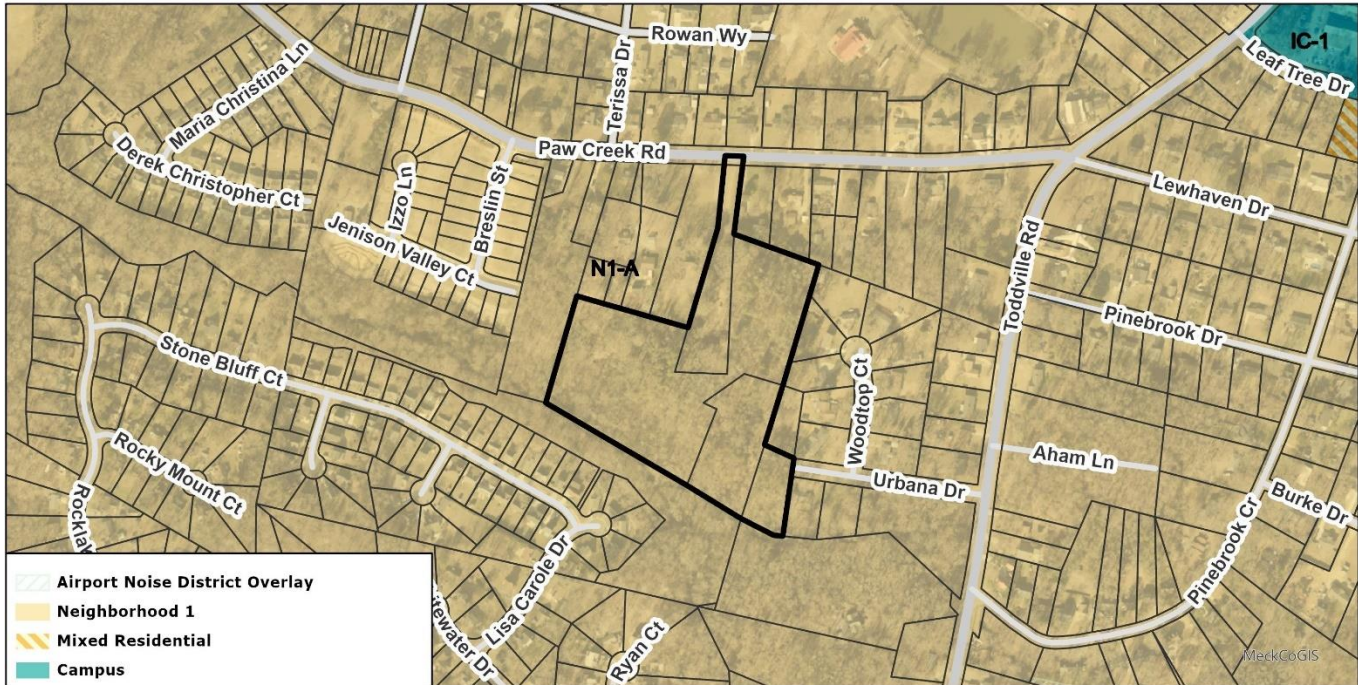 Rowan Wy
IC-1
Leaf Tree Dr
Maria Christina Ln
Terissa Dr
Paw Creek Rd
Derek Christopher Ct
Izzo Ln
Breslin St
Lewhaven Dr
Jenison Valley Ct
N1-A
Toddville Rd
Pinebrook Dr
Stone Bluff Ct
Woodtop Ct
Rocky Mount Ct
Aham Ln
Urbana Dr
Burke Dr
Pinebrook Cr
Lisa Carole Dr
Ryan Ct
Airport Noise District Overlay
Neighborhood 1
Mixed Residential
Campus
MeckCoGIS